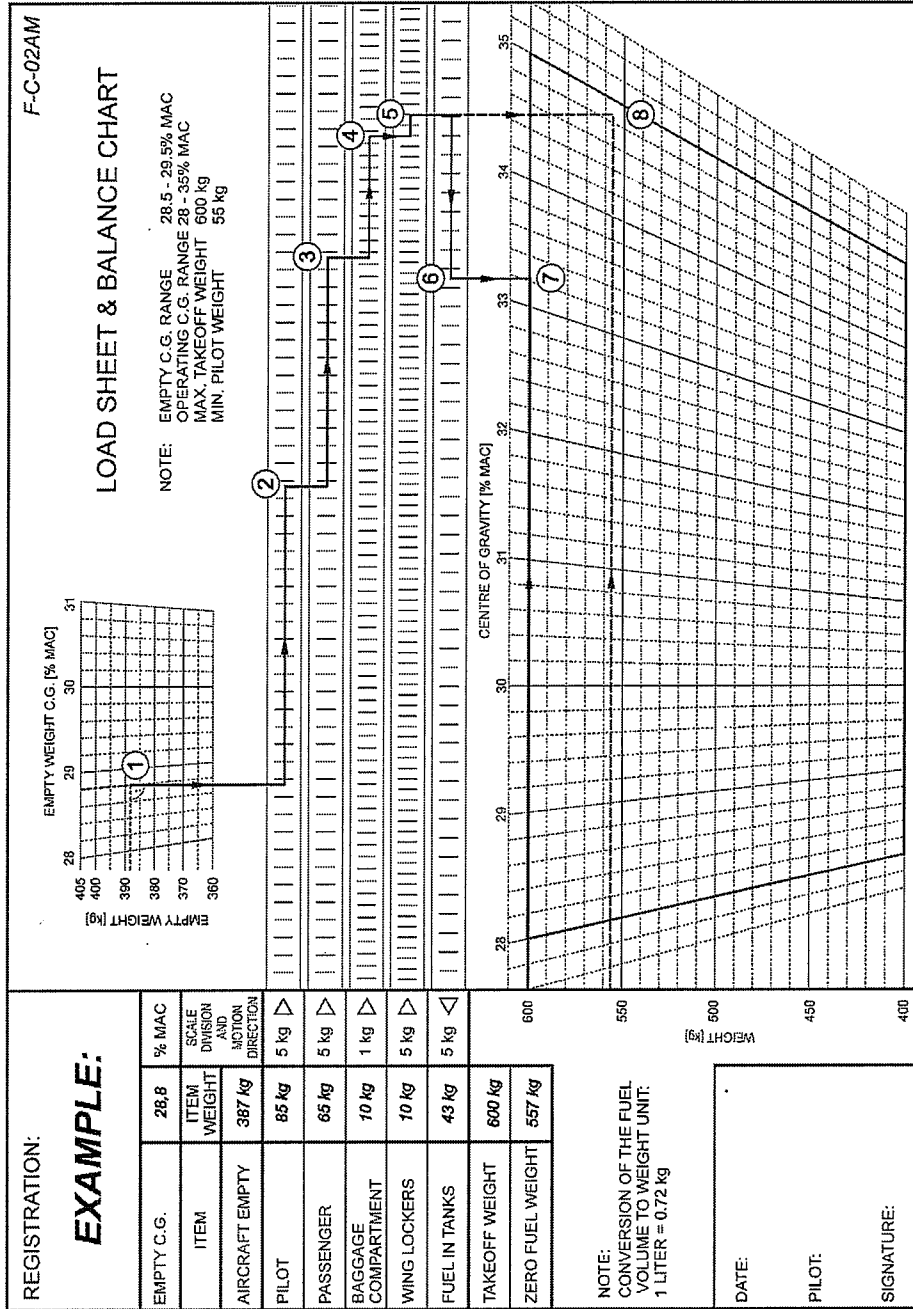 F-C-02AM
REGISTRATION:
EXAMPLE:
EMPTY C.G. 28,8 % MAC
ITEM
ITEM WEIGHT
SCALE DIVISION AND MOTION DIRECTION
AIRCRAFT EMPTY 387 kg
PILOT 85 kg 5 kg
PASSENGER 65 kg 5 kg
BAGGAGE COMPARTMENT 10 kg 1 kg
WING LOCKERS 10 kg 5 kg
FUEL IN TANKS 43 kg 5 kg
TAKEOFF WEIGHT 600 kg
ZERO FUEL WEIGHT 557 kg
NOTE:
CONVERSION OF THE FUEL
VOLUME TO WEIGHT UNIT:
1 LITER = 0.72 kg
DATE:
PILOT:
SIGNATURE:
LOAD SHEET & BALANCE CHART
NOTE: EMPTY C.G. RANGE 28.5 - 29.5% MAC
OPERATING C.G. RANGE 28 - 35% MAC
MAX. TAKEOFF WEIGHT 600 kg
MIN. PILOT WEIGHT 55 kg
EMPTY WEIGHT C.G. [% MAC]
28 29 30 31
EMPTY WEIGHT [kg]
405
400
390
380
370
360
1
2
3
4
5
6
7
8
CENTRE OF GRAVITY [% MAC]
28 29 30 31 32 33 34 35
WEIGHT [kg]
600
550
500
450
400